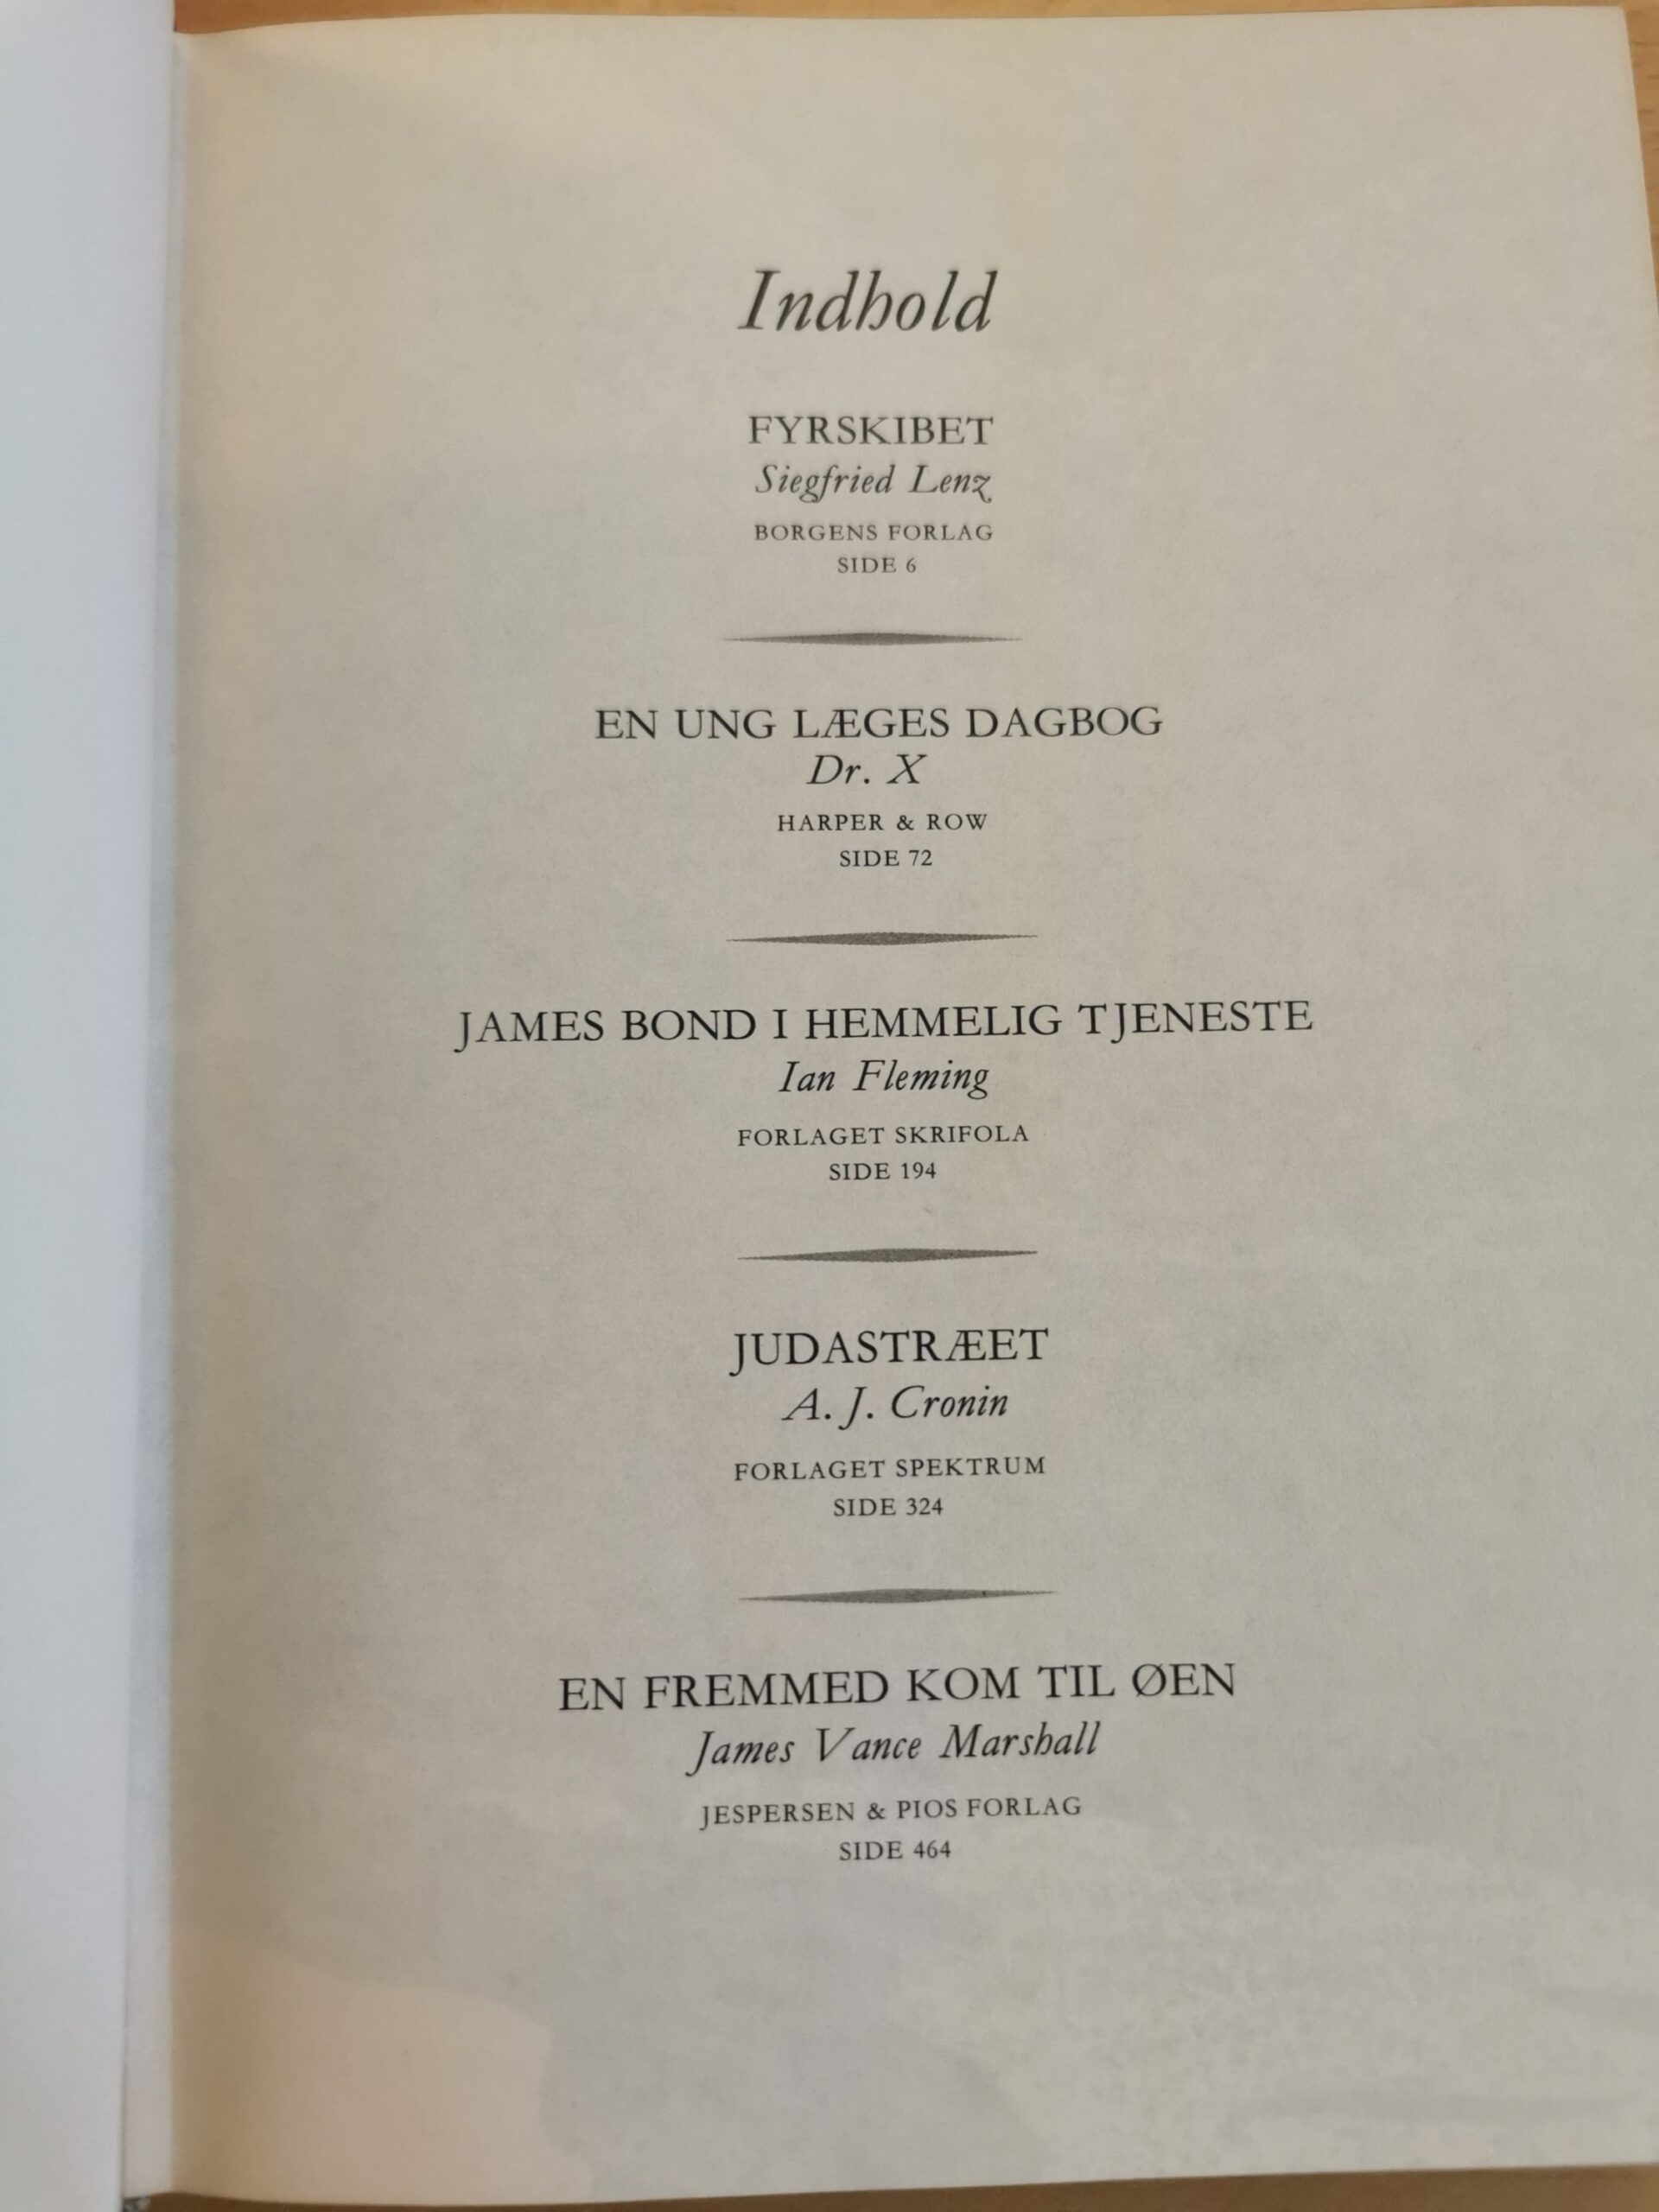 Indhold
FYRSKIBET
Siegfried Lenz
BORGENS FORLAG
SIDE 6
EN UNG LÆGES DAGBOG
Dr. X
HARPER & ROW
SIDE 72
JAMES BOND I HEMMELIG TJENESTE
Ian Fleming
FORLAGET SKRIFOLA
SIDE 194
JUDASTRÆET
A. J. Cronin
FORLAGET SPEKTRUM
SIDE 324
EN FREMMED KOM TIL ØEN
James Vance Marshall
JESPERSEN & PIOS FORLAG
SIDE 464